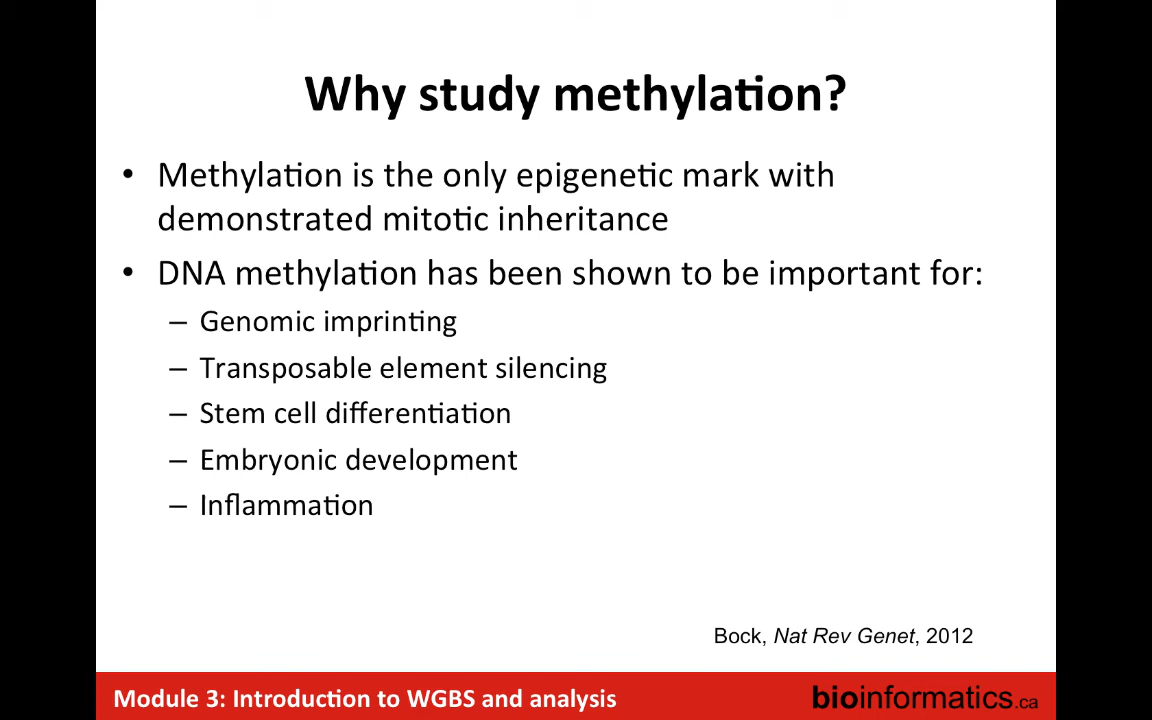 Why study methylation?
• Methylation is the only epigenetic mark with
demonstrated mitotic inheritance
• DNA methylation has been shown to be important for:
– Genomic imprinting
– Transposable element silencing
– Stem cell differentiation
– Embryonic development
– Inflammation
Bock, Nat Rev Genet, 2012
Module 3: Introduction to WGBS and analysis
bioinformatics.ca